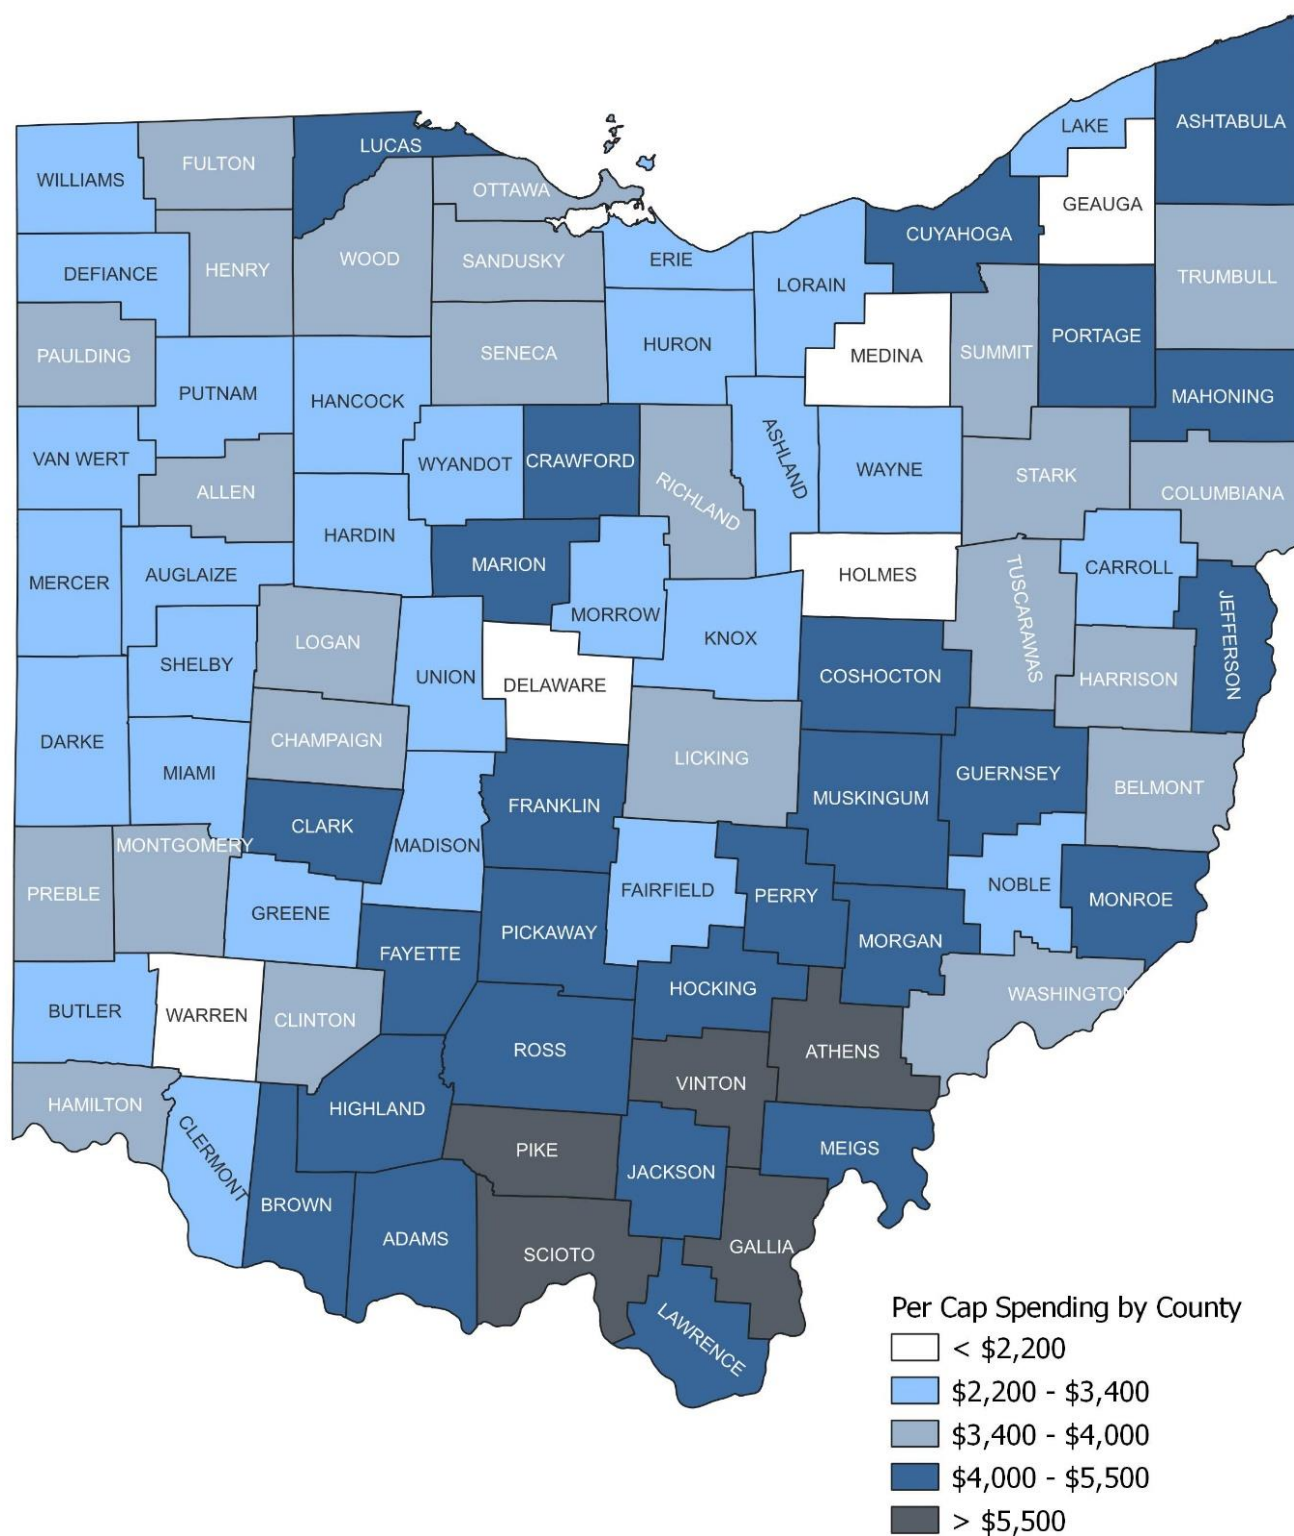 ASHTABULA
LAKE
LUCAS
FULTON
WILLIAMS
OTTAWA
GEAUGA
CUYAHOGA
WOOD
SANDUSKY
ERIE
HENRY
DEFIANCE
LORAIN
TRUMBULL
PORTAGE
HURON
SENECA
SUMMIT
MEDINA
PAULDING
PUTNAM
HANCOCK
MAHONING
ASHLAND
VAN WERT
WYANDOT
CRAWFORD
WAYNE
STARK
RICHLAND
ALLEN
COLUMBIANA
HARDIN
MARION
AUGLAIZE
MERCER
HOLMES
CARROLL
TUSCARAWAS
JEFFERSON
MORROW
KNOX
LOGAN
SHELBY
UNION
DELAWARE
COSHOCTON
HARRISON
DARKE
CHAMPAIGN
LICKING
MIAMI
GUERNSEY
BELMONT
MUSKINGUM
FRANKLIN
CLARK
MONTGOMERY
MADISON
FAIRFIELD
PERRY
NOBLE
PREBLE
MONROE
GREENE
PICKAWAY
MORGAN
FAYETTE
HOCKING
WASHINGTON
BUTLER
WARREN
CLINTON
ROSS
ATHENS
VINTON
HAMILTON
HIGHLAND
CLERMONT
PIKE
MEIGS
JACKSON
BROWN
ADAMS
SCIOTO
GALLIA
LAWRENCE
Per Cap Spending by County
< $2,200
$2,200 - $3,400
$3,400 - $4,000
$4,000 - $5,500
> $5,500